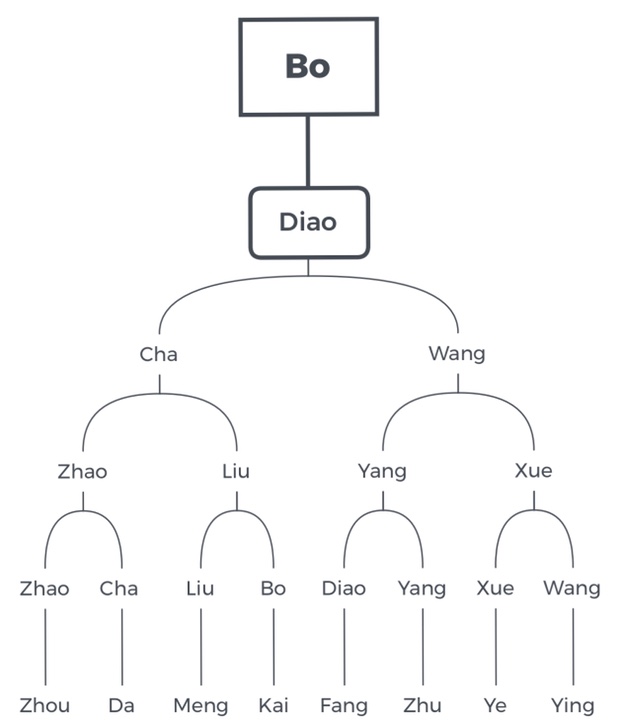 Bo
Diao
Cha Wang
Zhao Liu Yang Xue
Zhao Cha Liu Bo Diao Yang Xue Wang
Zhou Da Meng Kai Fang Zhu Ye Ying